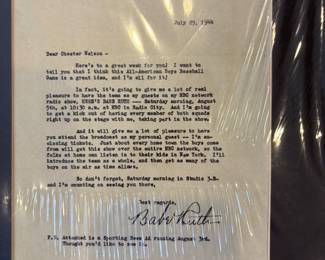 July 25, 1944
Dear Chester Nelson -
Here's to a great week for you! I want to
tell you that I think this All-American Boys Baseball
Game is a great idea, and I'm all for it!
In fact, it's going to give me a lot of real
pleasure to have the team as my guests on my NBC network
radio show, HERE'S BABE RUTH -- Saturday morning, August
5th, at 10:30 a.m. at NBC in Radio City. And I'm going
to get a kick out of having every member of both squads
right up on the stage with me, taking part in the show.
And it will give me a lot of pleasure to have you
attend the broadcast as my personal guest -- I'm en-
closing tickets. Just about every home town the boys come
from will get this show over the entire NBC network, so the
folks at home can listen to their kids in New York. I'll
introduce the team as a whole, and then get as many of the
boys on the air as time allows.
So don't forget, Saturday morning in Studio 3-B.
and I'm counting on seeing you there,
Best regards,
Babe Ruth
P.S. Attached is a Sporting News Ad running August 3rd.
Thought you'd like to see it.